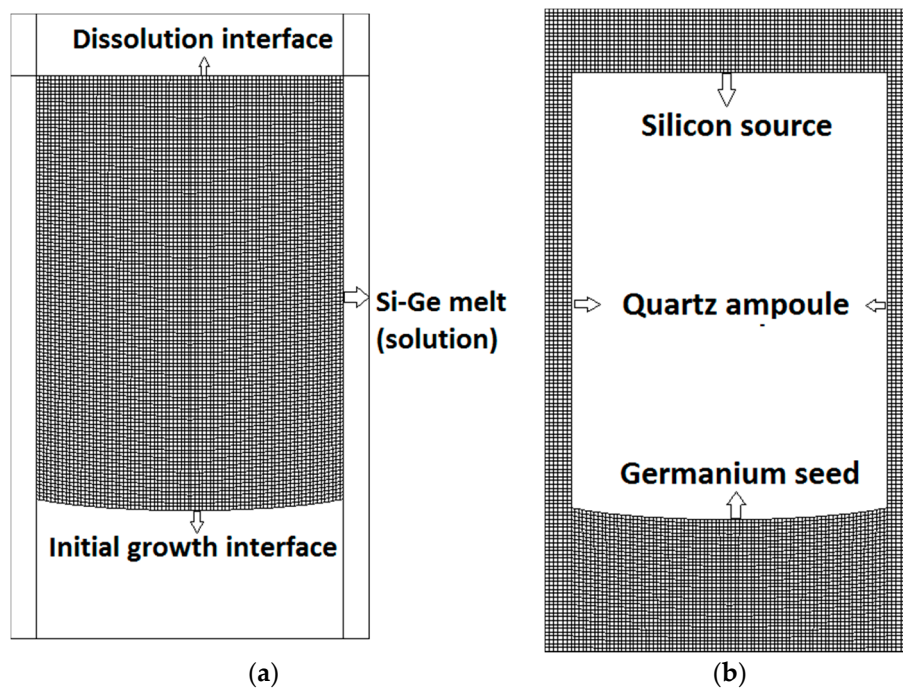 Dissolution interface
Si-Ge melt
(solution)
Initial growth interface
(a)
Silicon source
Quartz ampoule
Germanium seed
(b)